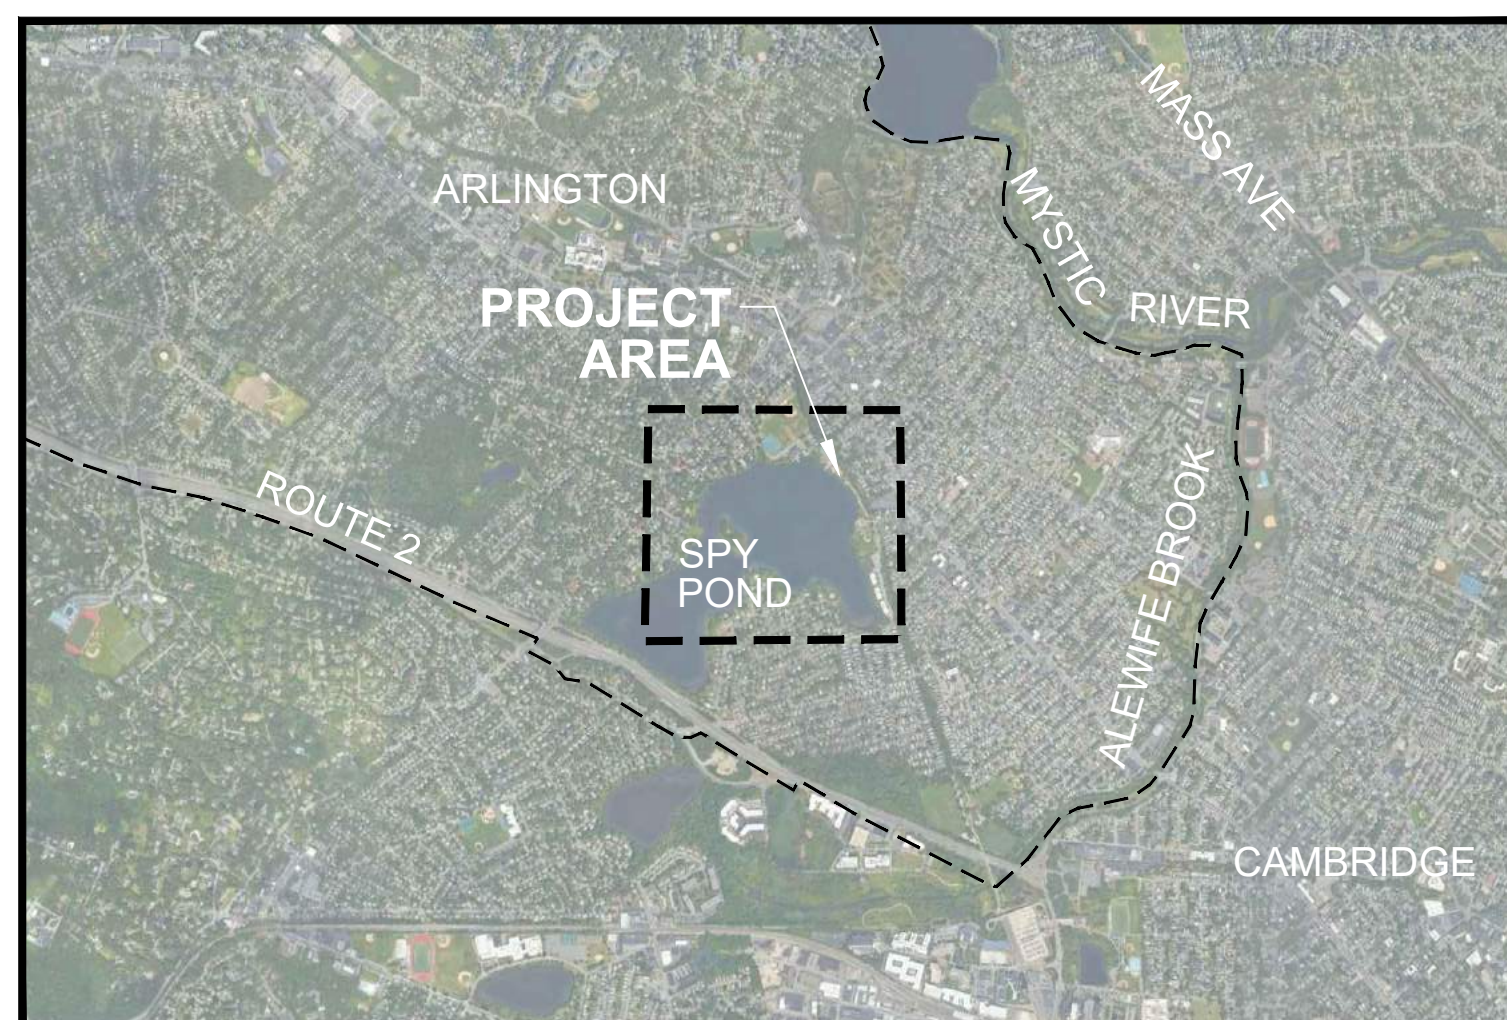 MASS AVE
ARLINGTON
MYSTIC
RIVER
PROJECT
AREA
ROUTE 2
SPY
POND
ALEWIFE BROOK
CAMBRIDGE